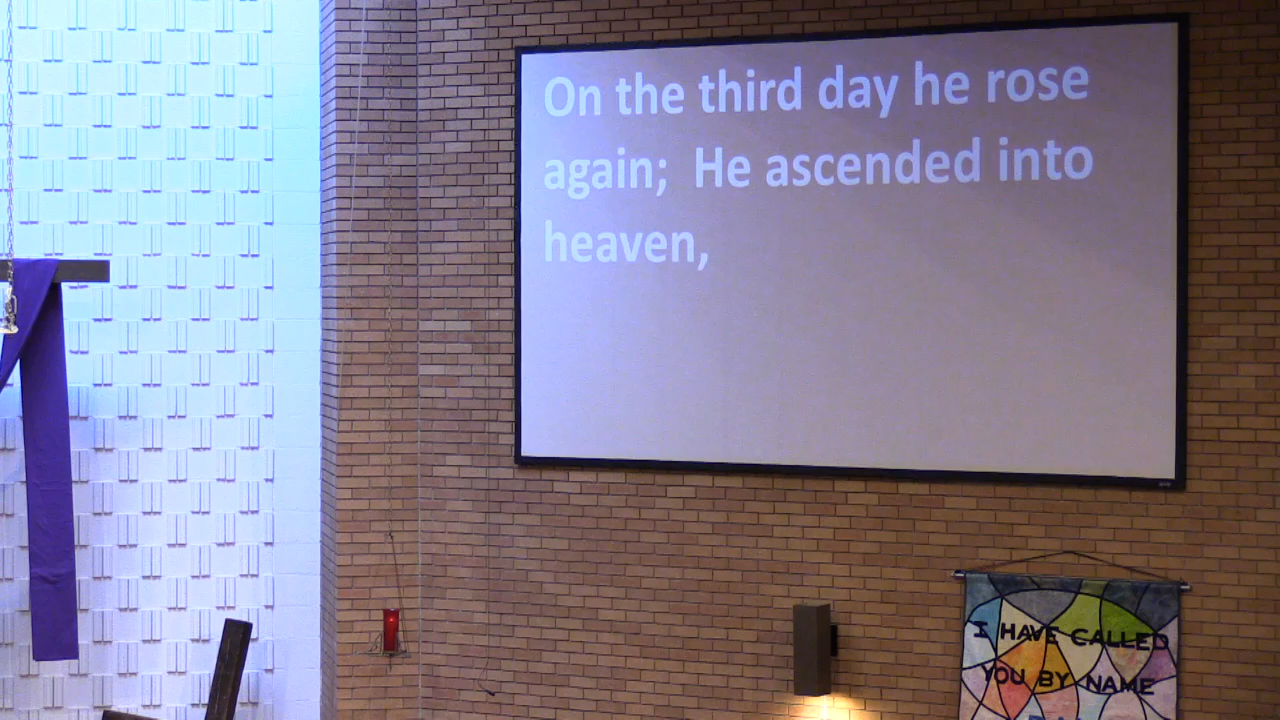 On the third day he rose
again;  He ascended into
heaven,
I HAVE CALLED
YOU BY NAME